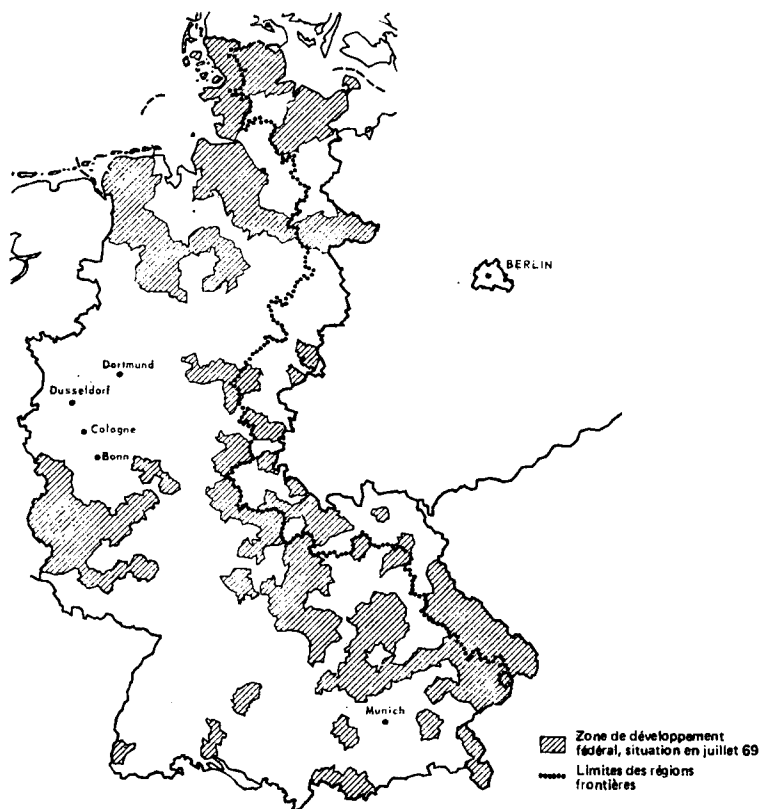 BERLIN
Dortmund
Dusseldorf
Cologne
Bonn
Munich
Zone de développement
fédéral, situation en juillet 69
Limites des régions
frontières